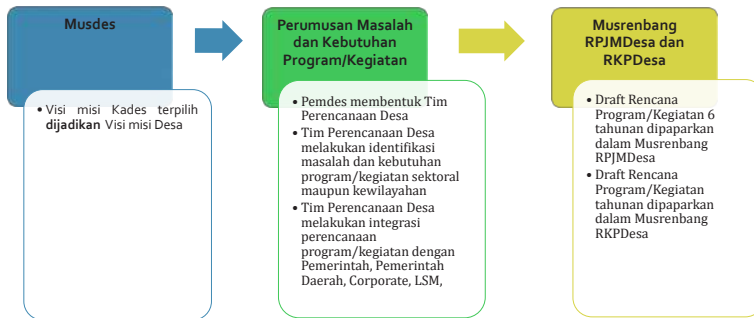 Musdes
• Visi misi Kades terpilih
dijadikan Visi misi Desa
Perumusan Masalah
dan Kebutuhan
Program/Kegiatan
• Pemdes membentuk Tim
Perencanaan Desa
• Tim Perencanaan Desa
melakukan identifikasi
masalah dan kebutuhan
program/kegiatan sektoral
maupun kewilayahan
• Tim Perencanaan Desa
melakukan integrasi
perencanaan
program/kegiatan dengan
Pemerintah, Pemerintah
Daerah, Corporate, LSM,
Musrenbang
RPJMDesa dan
RKPDesa
• Draft Rencana
Program/Kegiatan 6
tahunan dipaparkan
dalam Musrenbang
RPJMDesa
• Draft Rencana
Program/Kegiatan
tahunan dipaparkan
dalam Musrenbang
RKPDesa